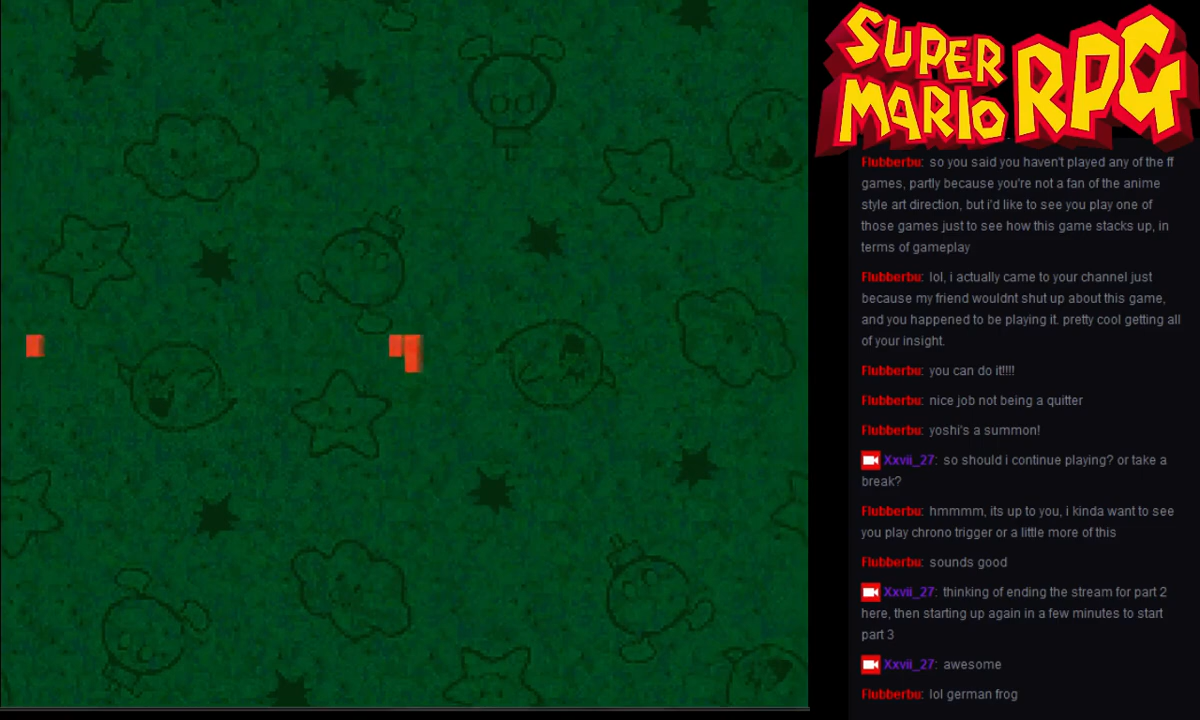 SUPER
MARIO RPG
Flubberbu: so you said you haven't played any of the ff
games, partly because you're not a fan of the anime
style art direction, but i'd like to see you play one of
those games just to see how this game stacks up, in
terms of gameplay
Flubberbu: lol, i actually came to your channel just
because my friend wouldnt shut up about this game,
and you happened to be playing it. pretty cool getting all
of your insight.
Flubberbu: you can do it!!!!
Flubberbu: nice job not being a quitter
Flubberbu: yoshi's a summon!
Xxvii_27: so should i continue playing? or take a
break?
Flubberbu: hmmmm, its up to you, i kinda want to see
you play chrono trigger or a little more of this
Flubberbu: sounds good
Xxvii_27: thinking of ending the stream for part 2
here, then starting up again in a few minutes to start
part 3
Xxvii_27: awesome
Flubberbu: lol german frog